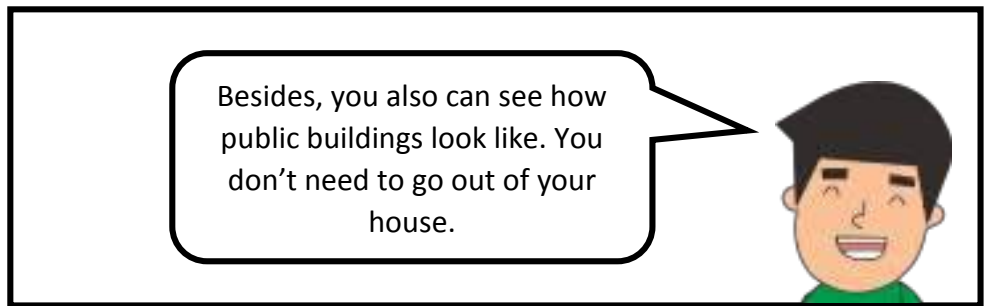 Besides, you also can see how
public buildings look like. You
don’t need to go out of your
house.